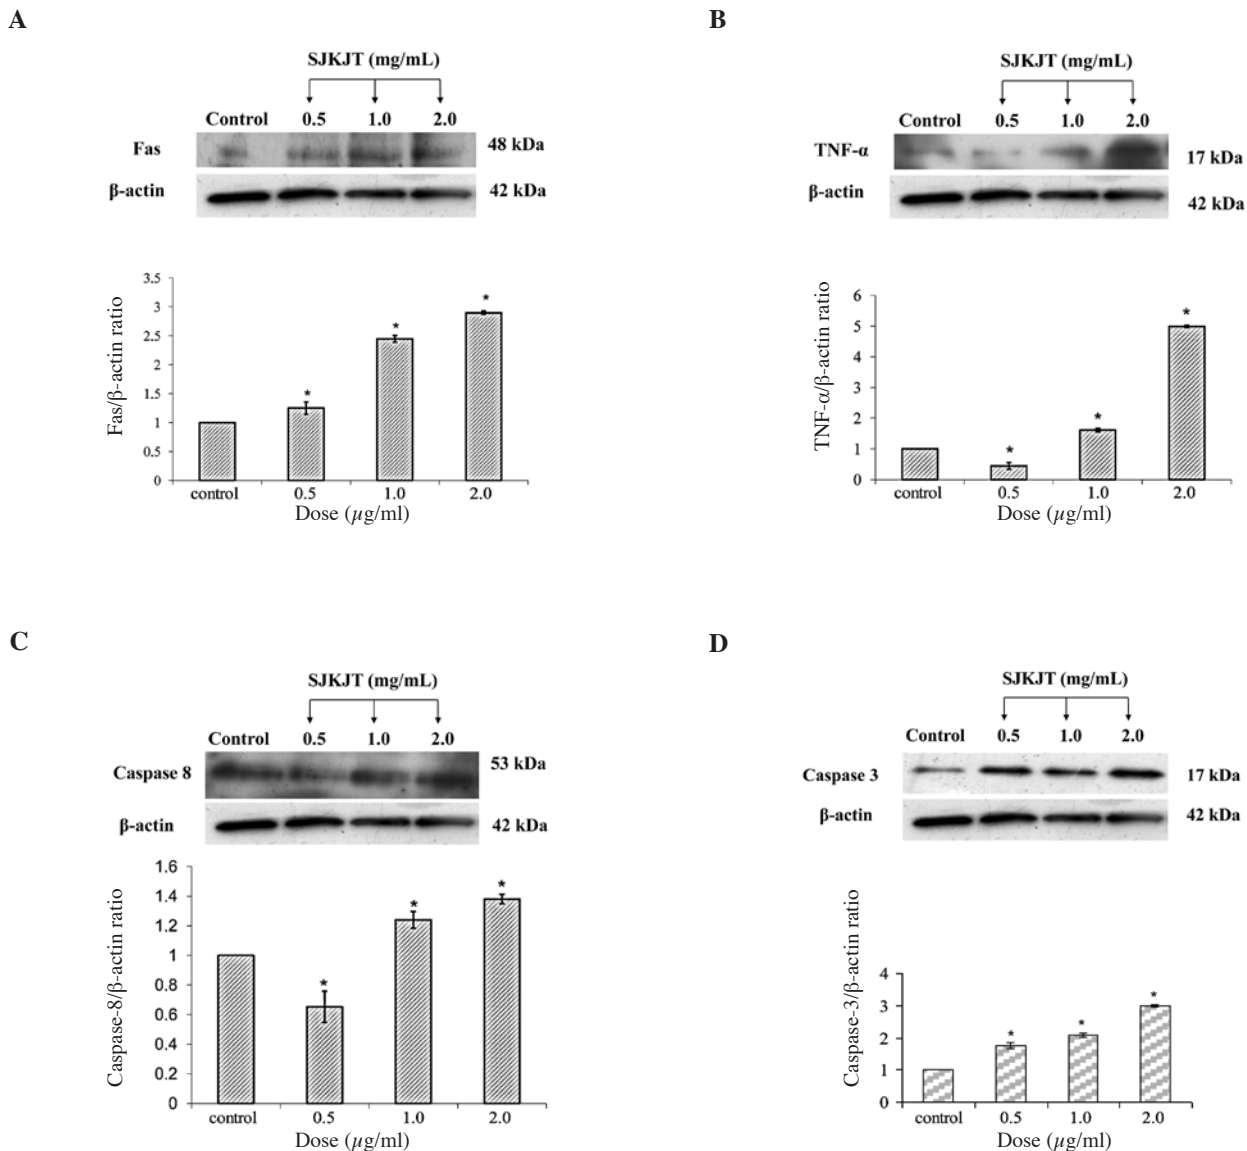 A
SJKJT (mg/mL)
Control 0.5 1.0 2.0
Fas 48 kDa
β-actin 42 kDa
Fas/β-actin ratio
3.5
3
2.5
2
1.5
1
0.5
0
* * *
control 0.5 1.0 2.0
Dose (µg/ml)
B
SJKJT (mg/mL)
Control 0.5 1.0 2.0
TNF-α 17 kDa
β-actin 42 kDa
TNF-α/β-actin ratio
6
5
4
3
2
1
0
* * *
control 0.5 1.0 2.0
Dose (µg/ml)
C
SJKJT (mg/mL)
Control 0.5 1.0 2.0
Caspase 8 53 kDa
β-actin 42 kDa
Caspase-8/β-actin ratio
1.6
1.4
1.2
1
0.8
0.6
0.4
0.2
0
* * *
control 0.5 1.0 2.0
Dose (µg/ml)
D
SJKJT (mg/mL)
Control 0.5 1.0 2.0
Caspase 3 17 kDa
β-actin 42 kDa
Caspase-3/β-actin ratio
4
3
2
1
0
* * *
control 0.5 1.0 2.0
Dose (µg/ml)